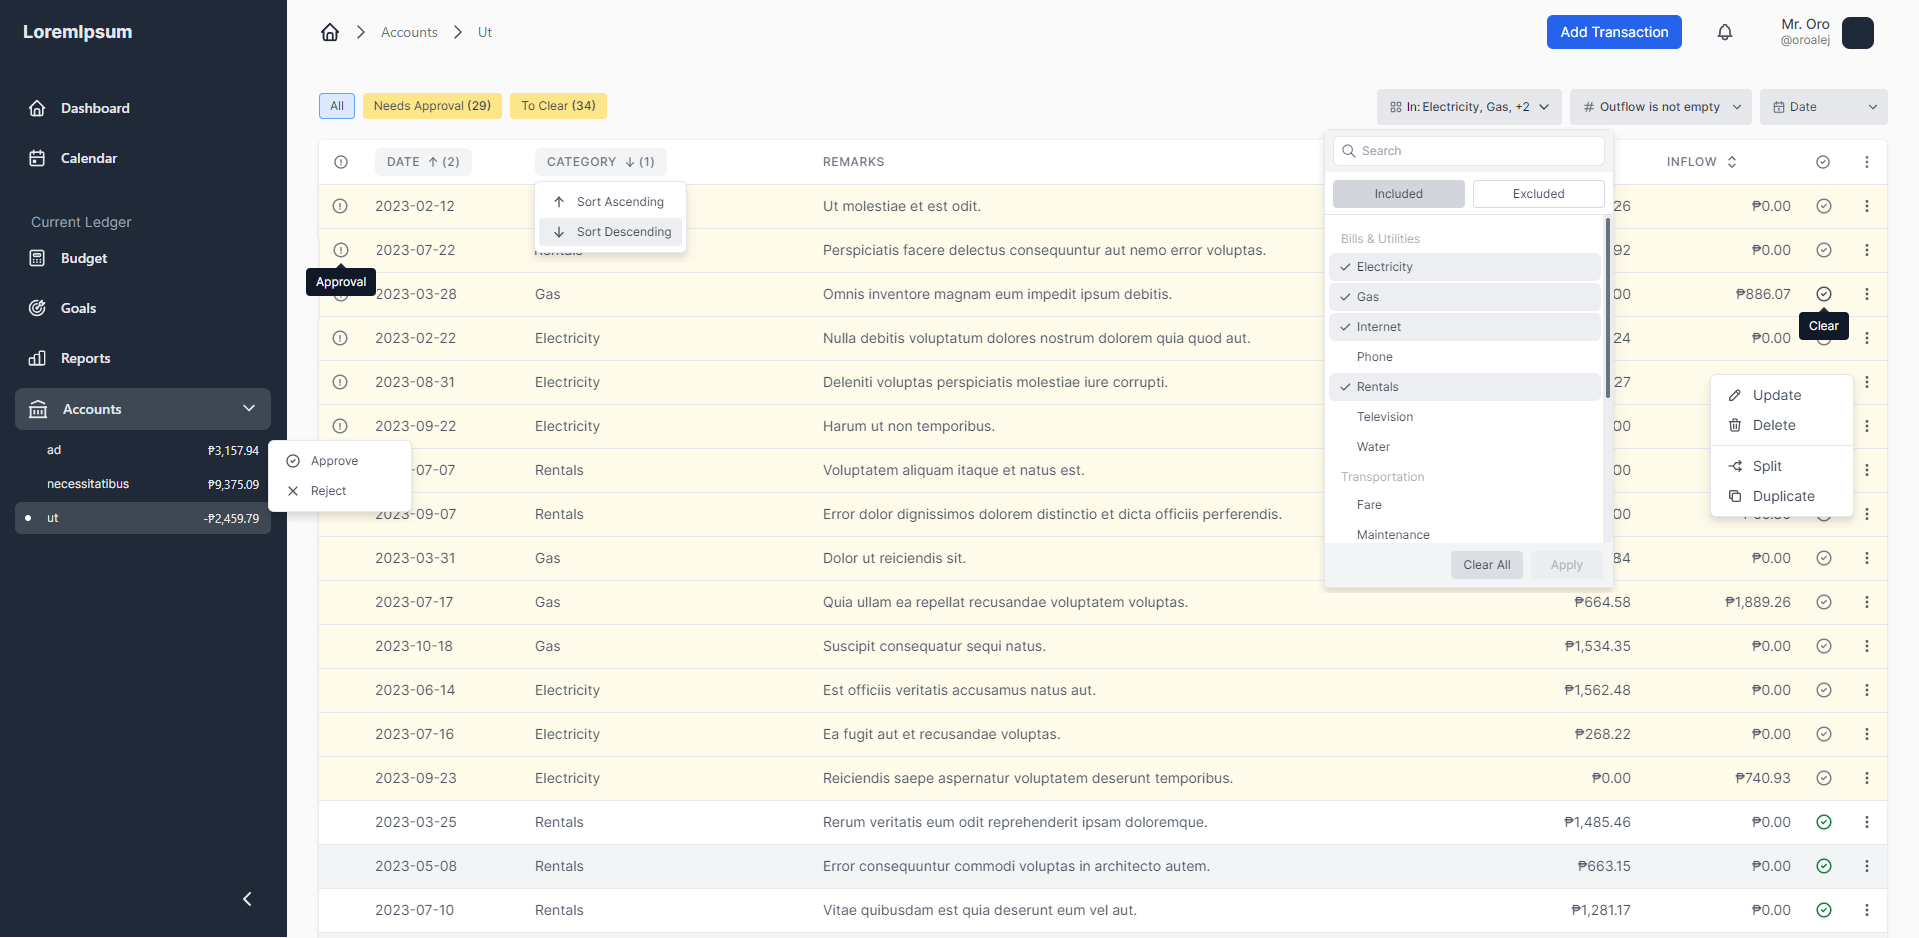 LoremIpsum
Dashboard
Calendar
Current Ledger
Budget
Goals
Reports
Accounts
ad ₱3,157.94
necessitatibus ₱9,375.09
ut -₱2,459.79
Approve
Reject
Accounts Ut
Add Transaction
Mr. Oro
@oroalej
All Needs Approval (29) To Clear (34)
In: Electricity, Gas, +2 # Outflow is not empty Date
DATE (2) CATEGORY (1) REMARKS INFLOW
Sort Ascending
Sort Descending
Approval
Clear
Search
Included Excluded
Bills & Utilities
Electricity
Gas
Internet
Phone
Rentals
Television
Water
Transportation
Fare
Maintenance
Clear All Apply
Update
Delete
Split
Duplicate
2023-02-12 Ut molestiae et est odit. 26 ₱0.00
2023-07-22 Rentals Perspiciatis facere delectus consequuntur aut nemo error voluptas. 92 ₱0.00
2023-03-28 Gas Omnis inventore magnam eum impedit ipsum debitis. 00 ₱886.07
2023-02-22 Electricity Nulla debitis voluptatum dolores nostrum dolorem quia quod aut. 24 ₱0.00
2023-08-31 Electricity Deleniti voluptas perspiciatis molestiae iure corrupti. 27
2023-09-22 Electricity Harum ut non temporibus. 00
-07-07 Rentals Voluptatem aliquam itaque et natus est. 00
2023-09-07 Rentals Error dolor dignissimos dolorem distinctio et dicta officiis perferendis. 00
2023-03-31 Gas Dolor ut reiciendis sit. 84 ₱0.00
2023-07-17 Gas Quia ullam ea repellat recusandae voluptatem voluptas. ₱664.58 ₱1,889.26
2023-10-18 Gas Suscipit consequatur sequi natus. ₱1,534.35 ₱0.00
2023-06-14 Electricity Est officiis veritatis accusamus natus aut. ₱1,562.48 ₱0.00
2023-07-16 Electricity Ea fugit aut et recusandae voluptas. ₱268.22 ₱0.00
2023-09-23 Electricity Reiciendis saepe aspernatur voluptatem deserunt temporibus. ₱0.00 ₱740.93
2023-03-25 Rentals Rerum veritatis eum odit reprehenderit ipsam doloremque. ₱1,485.46 ₱0.00
2023-05-08 Rentals Error consequuntur commodi voluptas in architecto autem. ₱663.15 ₱0.00
2023-07-10 Rentals Vitae quibusdam est quia deserunt eum vel aut. ₱1,281.17 ₱0.00